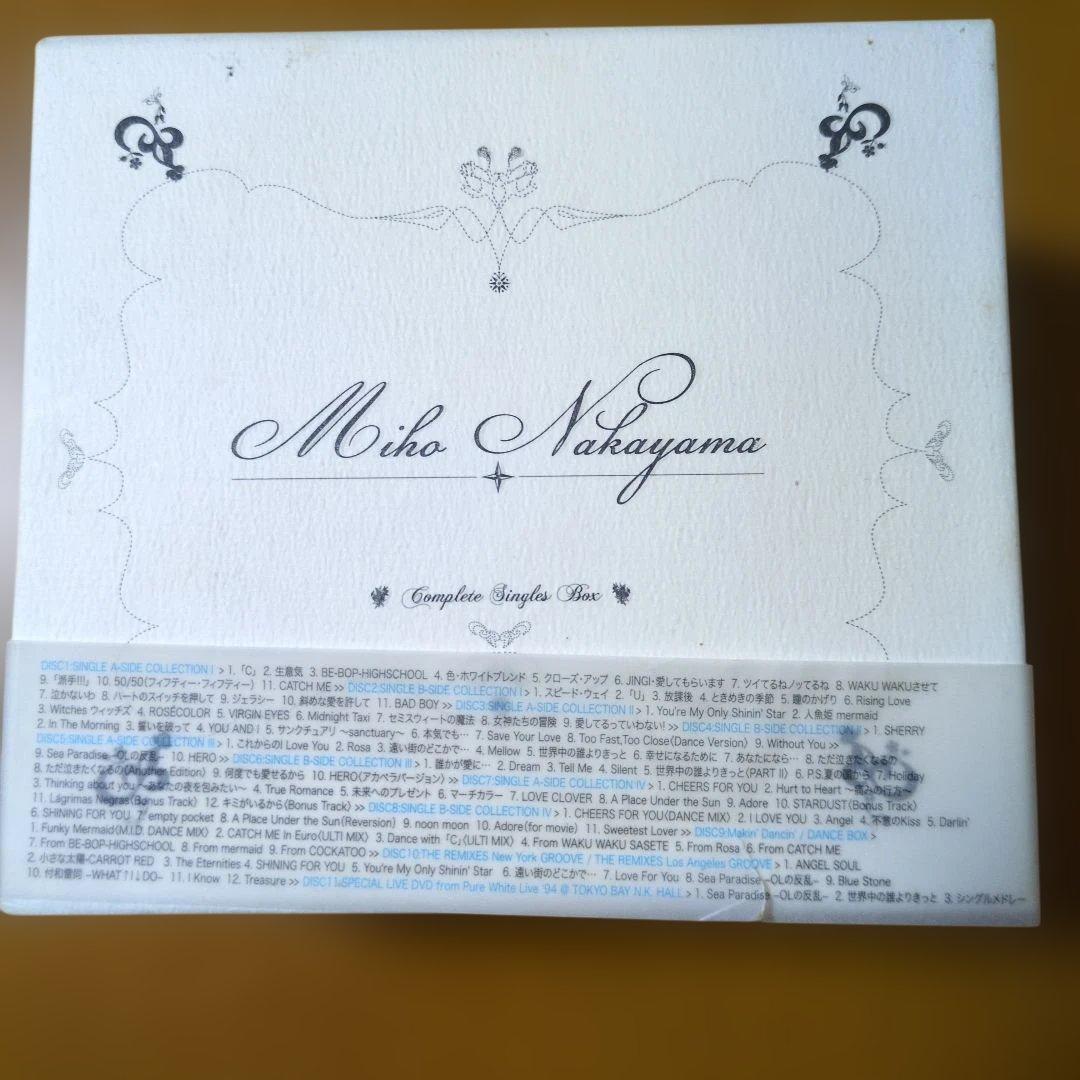 Miho Nakayama
Complete Singles Box
DISC1:SINGLE A-SIDE COLLECTION I > 1.「C」 2. 生意気 3. BE-BOP-HIGHSCHOOL 4. 色・ホワイトブレンド 5. クローズ・アップ 6. JINGI・愛してもらいます 7. ツイてるねノッてるね 8. WAKU WAKUさせて
9.「派手!!!」 10. 50/50(フィフティー・フィフティー) 11. CATCH ME >> DISC2:SINGLE B-SIDE COLLECTION I > 1. スピード・ウェイ 2.「U」 3. 放課後 4. ときめきの季節 5. 瞳のかげり 6. Rising Love
7. 泣かないわ 8. ハートのスイッチを押して 9. ジェラシー 10. 斜めな愛を許して 11. BAD BOY >> DISC3:SINGLE A-SIDE COLLECTION II > 1. You're My Only Shinin' Star 2. 人魚姫 mermaid
3. Witches ウィッチズ 4. ROSÉCOLOR 5. VIRGIN EYES 6. Midnight Taxi 7. セミスウィートの魔法 8. 女神たちの冒険 9. 愛してるっていわない! >> DISC4:SINGLE B-SIDE COLLECTION II > 1. SHERRY
2. In The Morning 3. 誓いを破って 4. YOU AND I 5. サンクチュアリ ～sanctuary～ 6. 本気でも… 7. Save Your Love 8. Too Fast,Too Close(Dance Version) 9. Without You >>
DISC5:SINGLE A-SIDE COLLECTION III > 1. これからのI Love You 2. Rosa 3. 遠い街のどこかで… 4. Mellow 5. 世界中の誰よりきっと 6. 幸せになるために 7. あなたになら… 8. ただ泣きたくなるの
9. Sea Paradise –OLの反乱– 10. HERO >> DISC6:SINGLE B-SIDE COLLECTION III > 1. 誰かが愛に… 2. Dream 3. Tell Me 4. Silent 5. 世界中の誰よりきっと(PART II) 6. P.S.夏の国から 7. Holiday
8. ただ泣きたくなるの(Another Edition) 9. 何度でも愛せるから 10. HERO(アカペラバージョン) >> DISC7:SINGLE A-SIDE COLLECTION IV > 1. CHEERS FOR YOU 2. Hurt to Heart ～痛みの行方～
3. Thinking about you ～あなたの夜を包みたい～ 4. True Romance 5. 未来へのプレゼント 6. マーチカラー 7. LOVE CLOVER 8. A Place Under the Sun 9. Adore 10. STARDUST(Bonus Track)
11. Lágrimas Negras(Bonus Track) 12. キミがいるから(Bonus Track) >> DISC8:SINGLE B-SIDE COLLECTION IV > 1. CHEERS FOR YOU(DANCE MIX) 2. I LOVE YOU 3. Angel 4. 不意のKiss 5. Darlin'
6. SHINING FOR YOU 7. empty pocket 8. A Place Under the Sun(Reversion) 9. noon moon 10. Adore(for movie) 11. Sweetest Lover >> DISC9:Makin' Dancin' / DANCE BOX >
1. Funky Mermaid(M.I.D. DANCE MIX) 2. CATCH ME In Euro(ULTI MIX) 3. Dance with「C」(ULTI MIX) 4. From WAKU WAKU SASETE 5. From Rosa 6. From CATCH ME
7. From BE-BOP-HIGHSCHOOL 8. From mermaid 9. From COCKATOO >> DISC10:THE REMIXES New York GROOVE / THE REMIXES Los Angeles GROOVE > 1. ANGEL SOUL
2. 小さな太陽-CARROT RED 3. The Eternities 4. SHINING FOR YOU 5. You're My Only Shinin' Star 6. 遠い街のどこかで… 7. Love For You 8. Sea Paradise –OLの反乱– 9. Blue Stone
10. 付和雷同 –WHAT↑I↓DO– 11. I Know 12. Treasure >> DISC11:SPECIAL LIVE DVD from Pure White Live '94 @ TOKYO BAY N.K. HALL > 1. Sea Paradise –OLの反乱– 2. 世界中の誰よりきっと 3. シングルメドレー